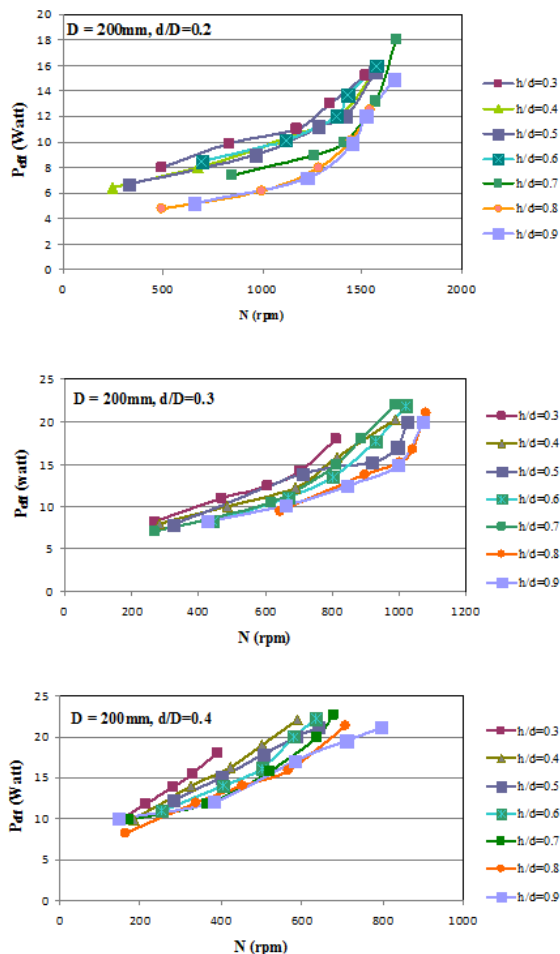 D = 200mm, d/D=0.2
P_eff (Watt)
20
18
16
14
12
10
8
6
4
2
0
0 500 1000 1500 2000
N (rpm)
h/d=0.3
h/d=0.4
h/d=0.5
h/d=0.6
h/d=0.7
h/d=0.8
h/d=0.9
D = 200mm, d/D=0.3
P_eff (watt)
25
20
15
10
5
0
0 200 400 600 800 1000 1200
N (rpm)
h/d=0.3
h/d=0.4
h/d=0.5
h/d=0.6
h/d=0.7
h/d=0.8
h/d=0.9
D = 200mm, d/D=0.4
P_eff (Watt)
25
20
15
10
5
0
0 200 400 600 800 1000
N (rpm)
h/d=0.3
h/d=0.4
h/d=0.5
h/d=0.6
h/d=0.7
h/d=0.8
h/d=0.9